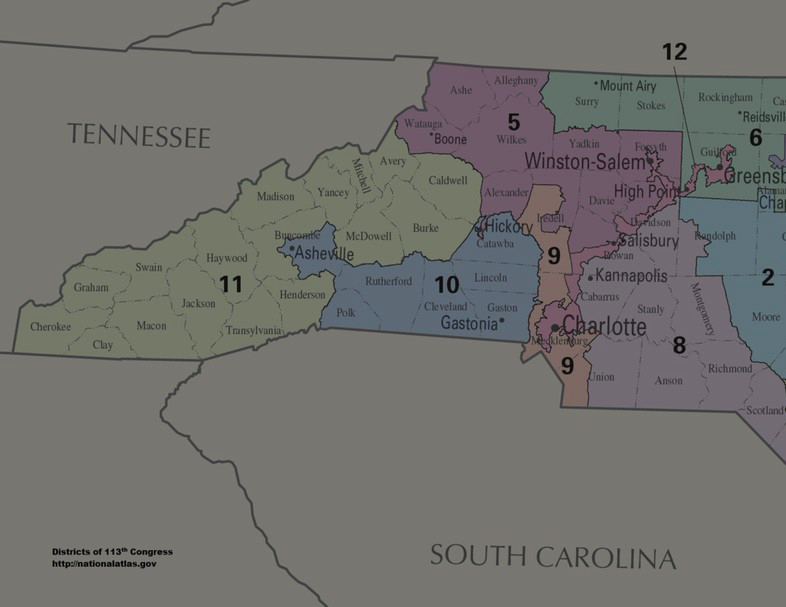 12
Alleghany
Ashe
Mount Airy
Surry
Stokes
Rockingham
Reidsvill
5
6
Watauga
Boone
Wilkes
Yadkin
Forsyth
Guilford
Winston-Salem
Greensb
TENNESSEE
Avery
Mitchell
Caldwell
Alexander
High Point
Alamance
Chap
Madison
Yancey
Davie
Iredell
Davidson
Randolph
Burke
Hickory
Catawba
McDowell
Buncombe
Asheville
Salisbury
Rowan
Haywood
Swain
9
Kannapolis
2
Graham
11
Rutherford
10
Lincoln
Henderson
Cabarrus
Jackson
Polk
Cleveland
Gaston
Gastonia
Stanly
Montgomery
Moore
Cherokee
Macon
Transylvania
Charlotte
Mecklenburg
Clay
8
9
Union
Anson
Richmond
Scotland
Districts of 113th Congress
http://nationalatlas.gov
SOUTH CAROLINA